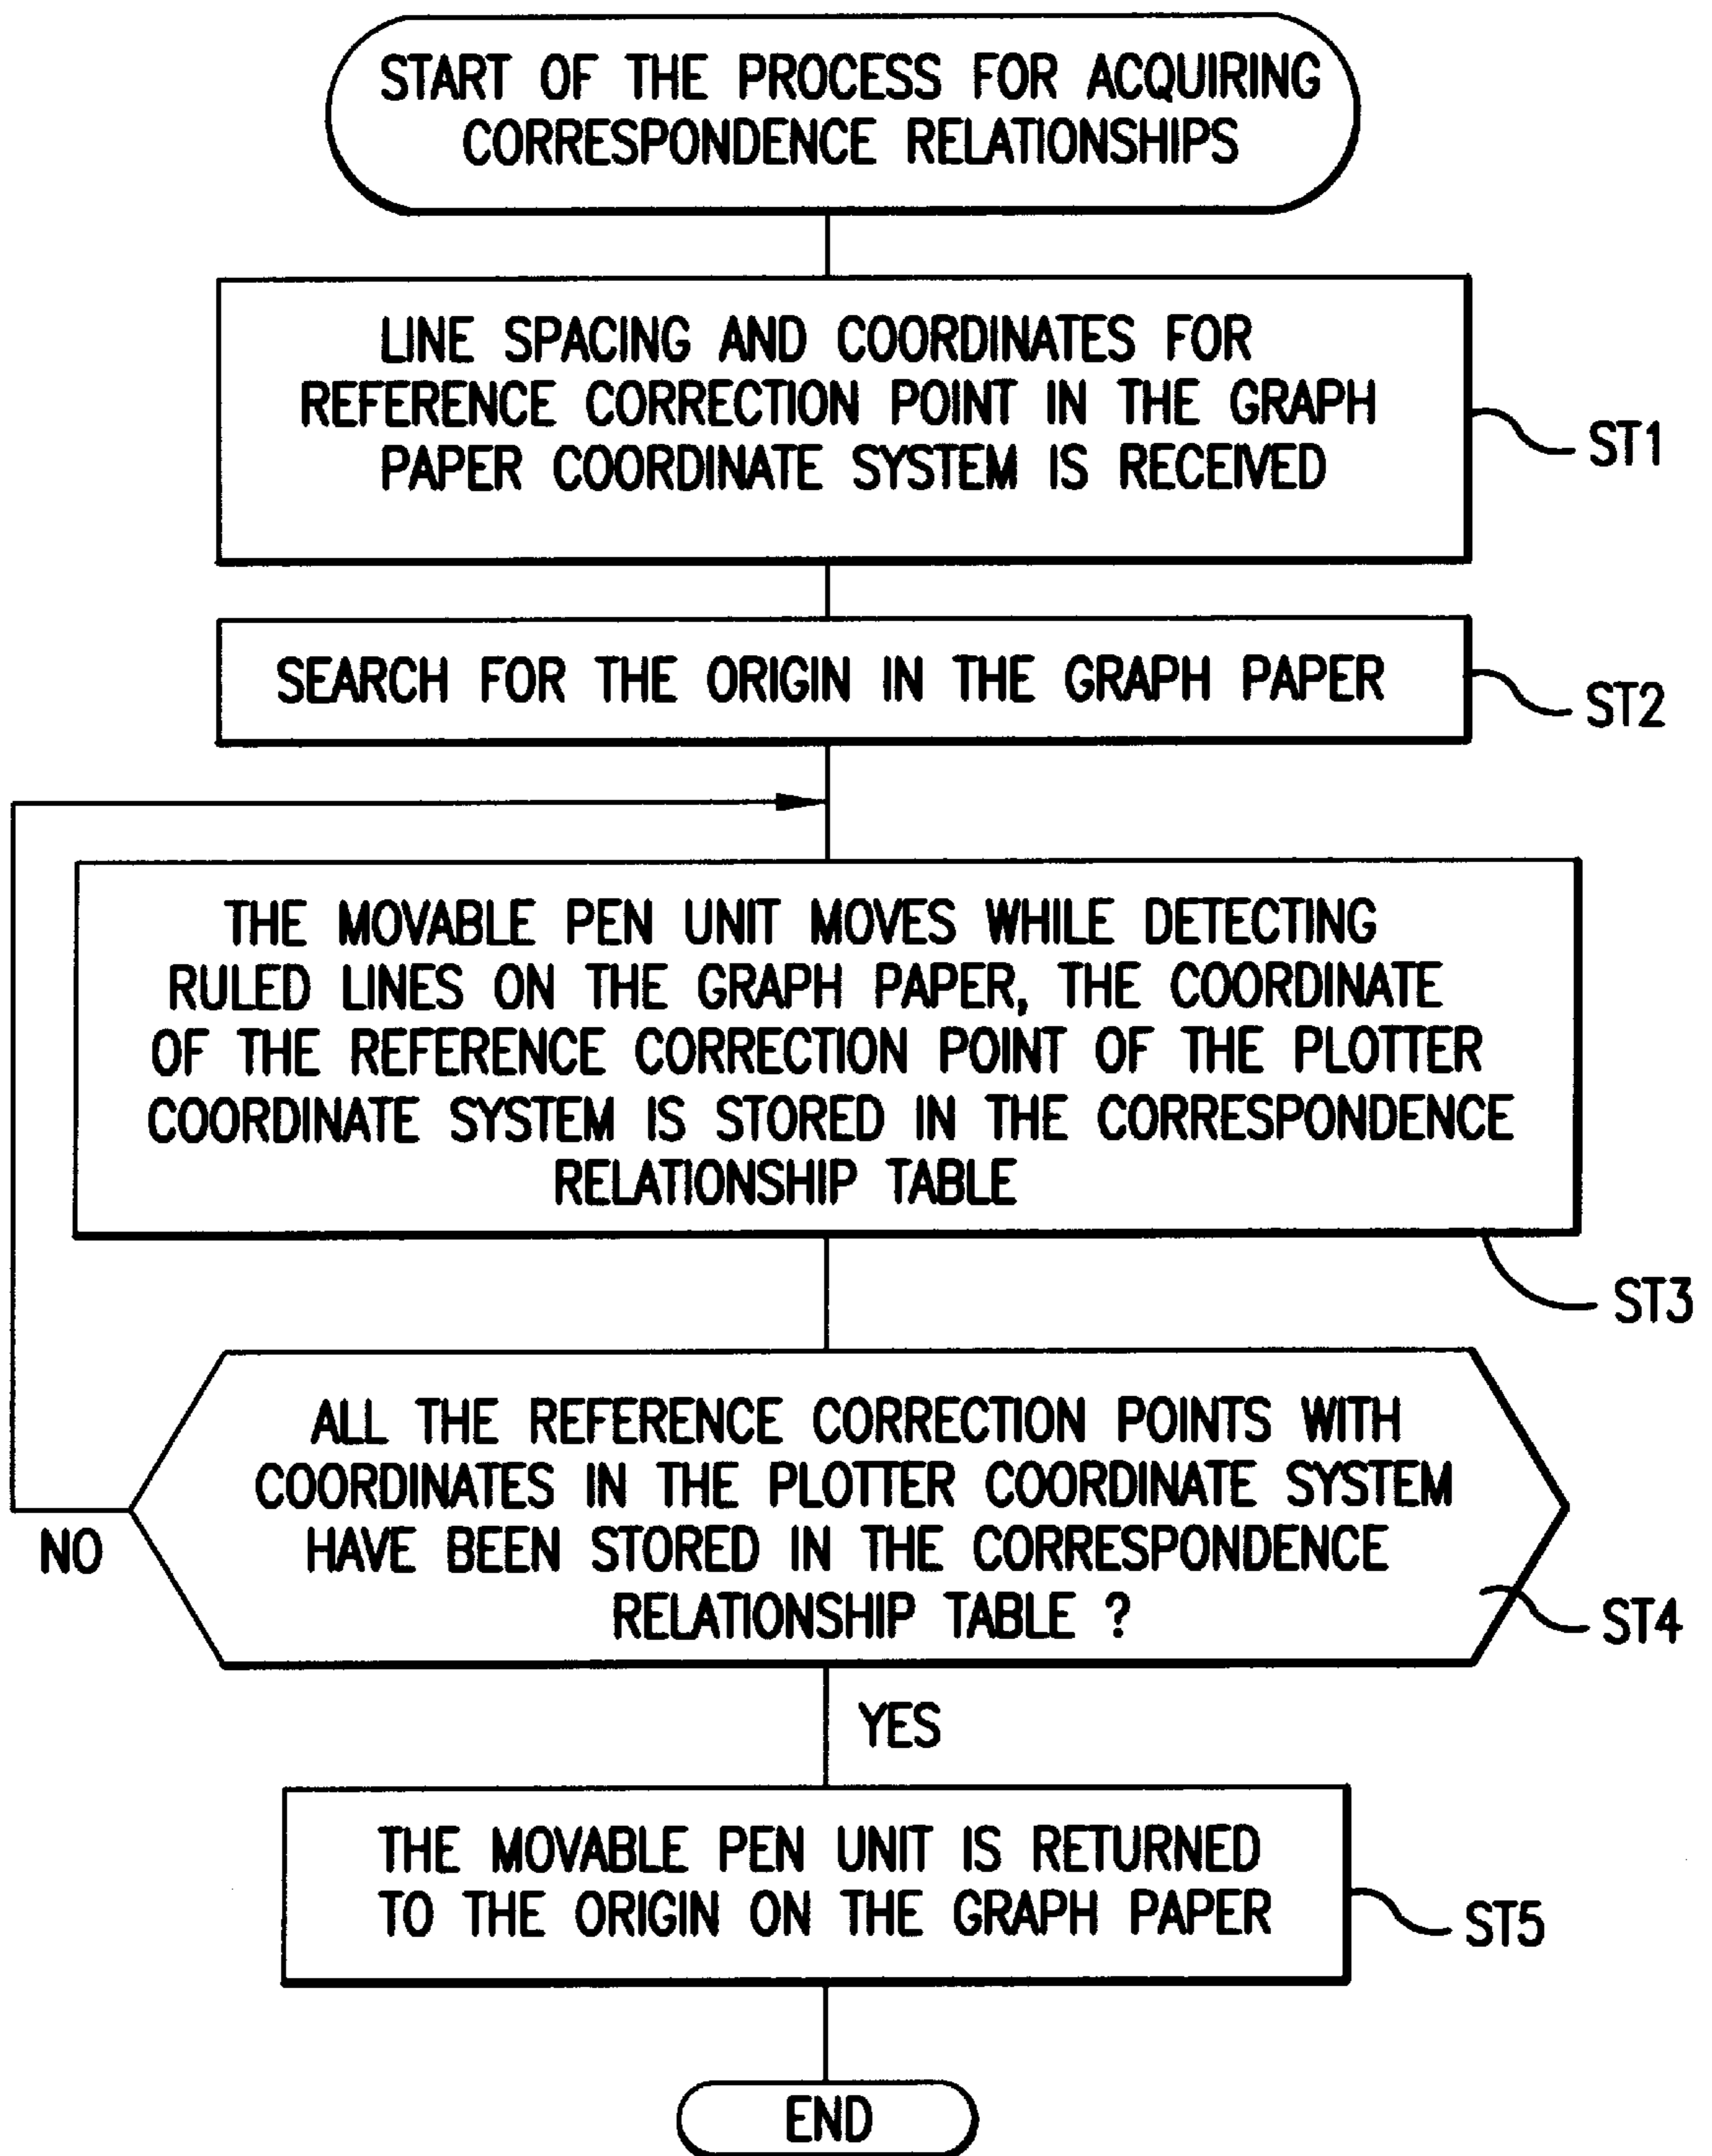 START OF THE PROCESS FOR ACQUIRING
CORRESPONDENCE RELATIONSHIPS
LINE SPACING AND COORDINATES FOR
REFERENCE CORRECTION POINT IN THE GRAPH
PAPER COORDINATE SYSTEM IS RECEIVED
ST1
SEARCH FOR THE ORIGIN IN THE GRAPH PAPER
ST2
THE MOVABLE PEN UNIT MOVES WHILE DETECTING
RULED LINES ON THE GRAPH PAPER, THE COORDINATE
OF THE REFERENCE CORRECTION POINT OF THE PLOTTER
COORDINATE SYSTEM IS STORED IN THE CORRESPONDENCE
RELATIONSHIP TABLE
ST3
ALL THE REFERENCE CORRECTION POINTS WITH
COORDINATES IN THE PLOTTER COORDINATE SYSTEM
HAVE BEEN STORED IN THE CORRESPONDENCE
RELATIONSHIP TABLE ?
NO
ST4
YES
THE MOVABLE PEN UNIT IS RETURNED
TO THE ORIGIN ON THE GRAPH PAPER
ST5
END